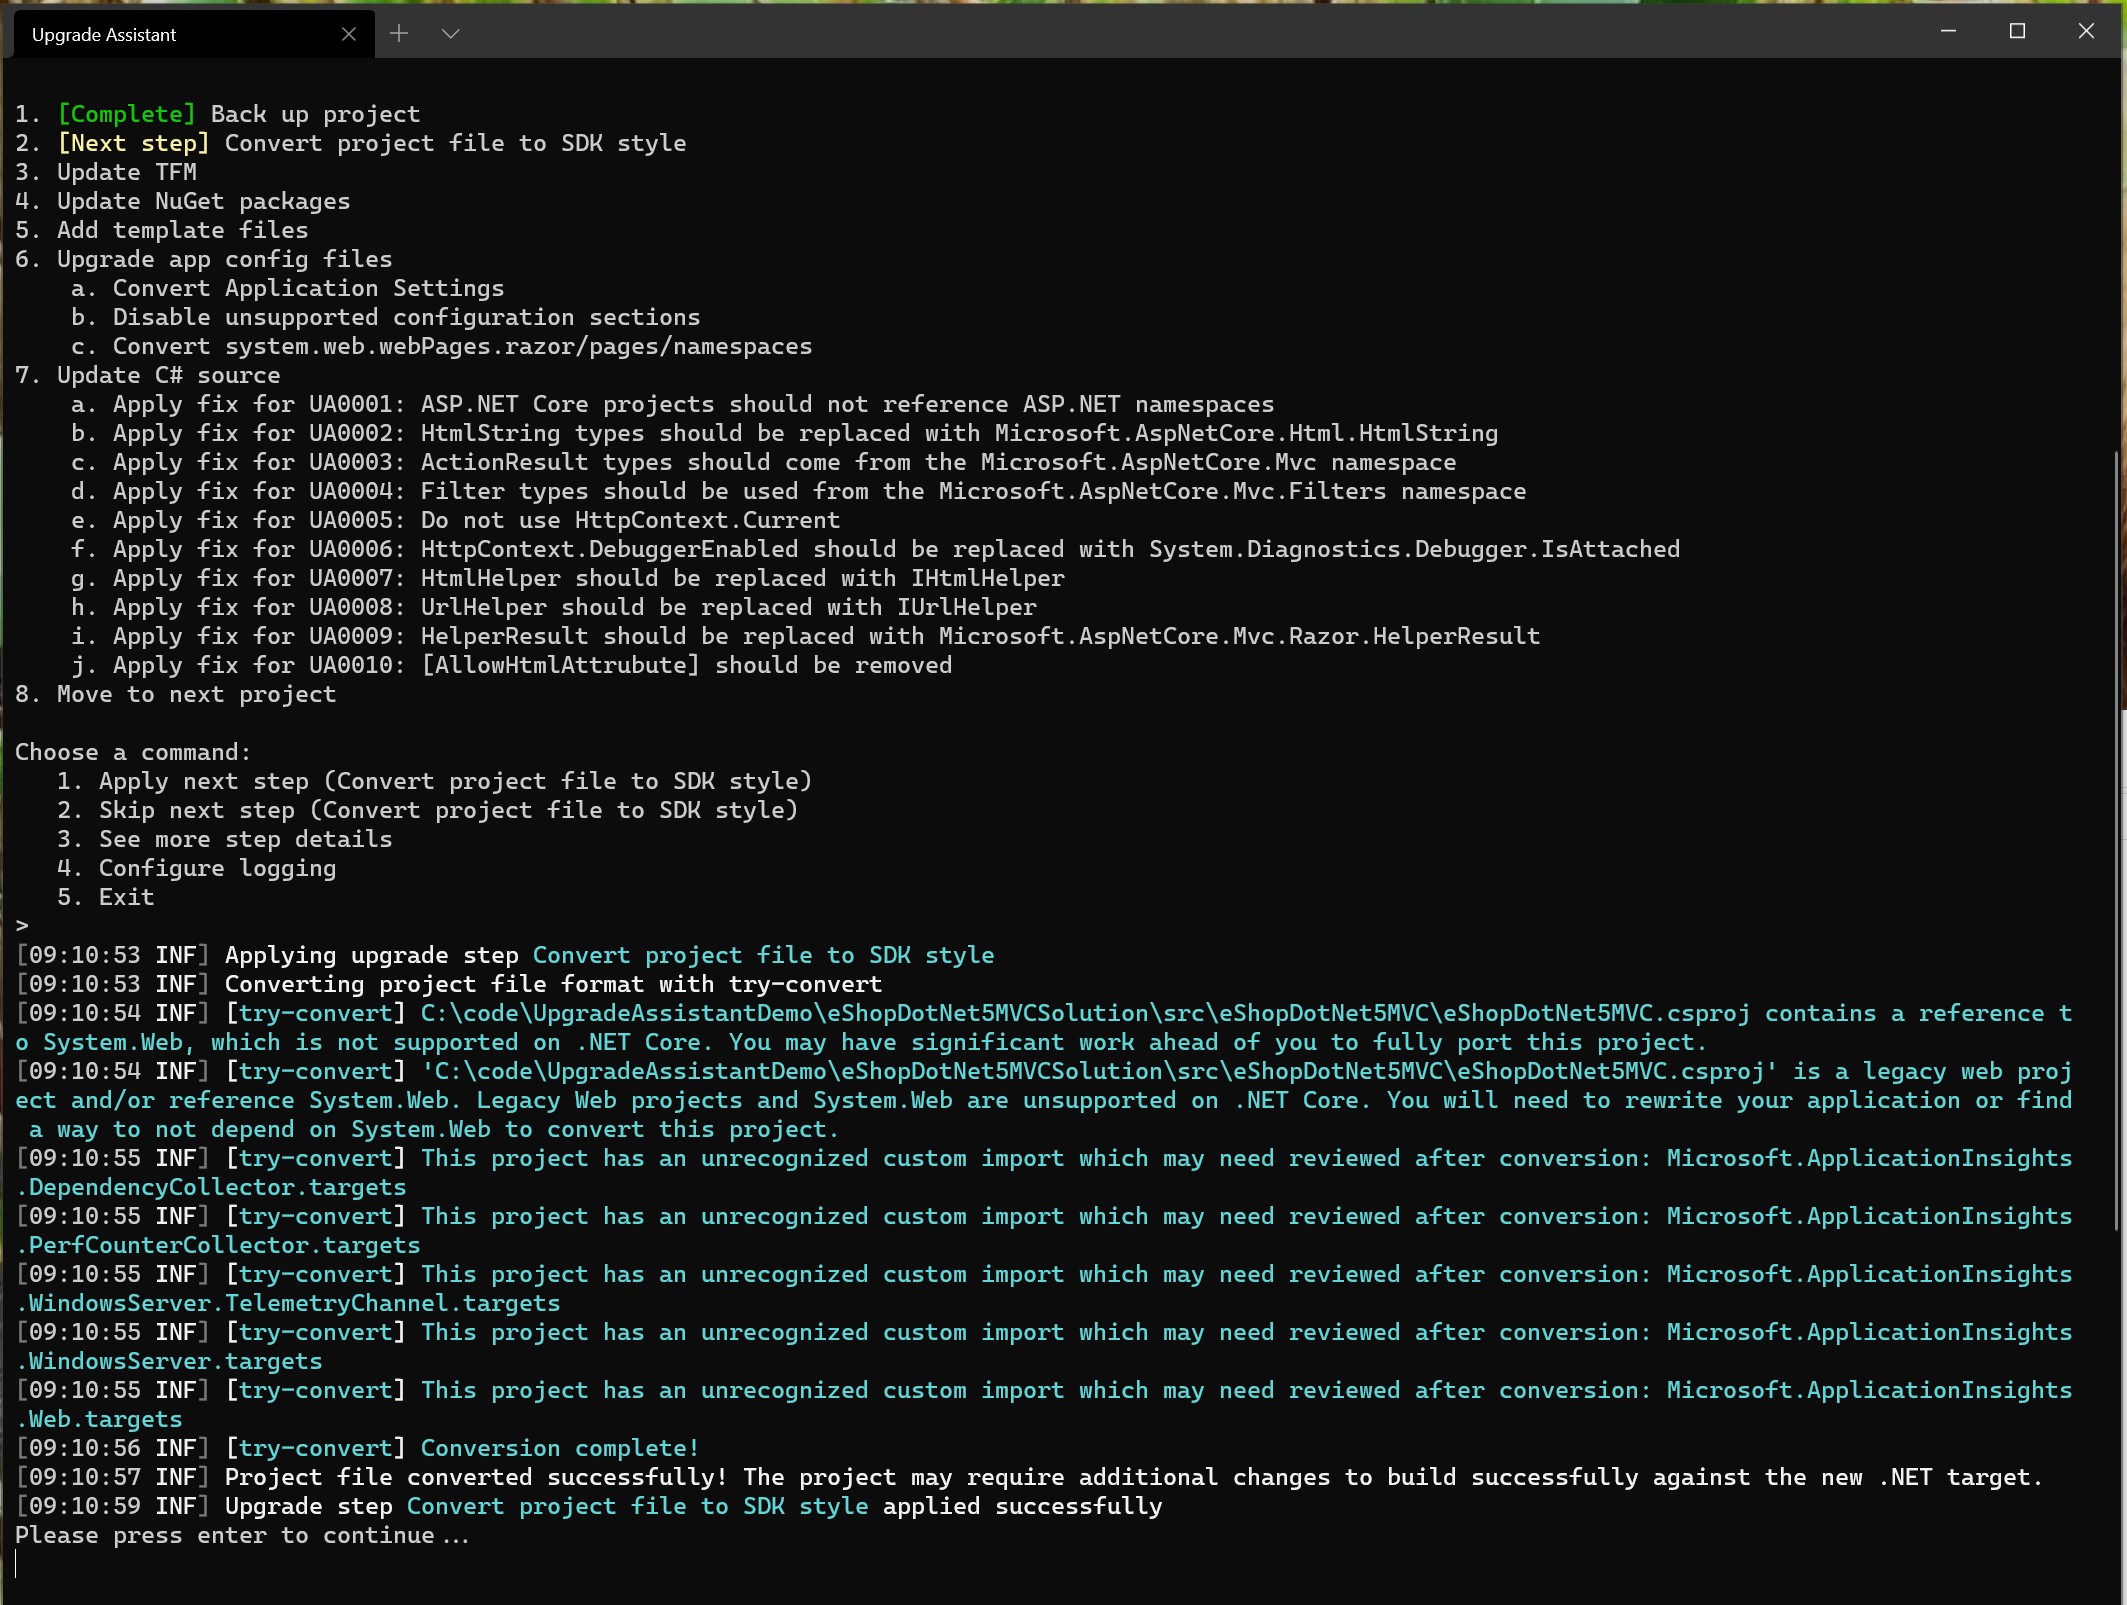 Upgrade Assistant
1. [Complete] Back up project
2. [Next step] Convert project file to SDK style
3. Update TFM
4. Update NuGet packages
5. Add template files
6. Upgrade app config files
a. Convert Application Settings
b. Disable unsupported configuration sections
c. Convert system.web.webPages.razor/pages/namespaces
7. Update C# source
a. Apply fix for UA0001: ASP.NET Core projects should not reference ASP.NET namespaces
b. Apply fix for UA0002: HtmlString types should be replaced with Microsoft.AspNetCore.Html.HtmlString
c. Apply fix for UA0003: ActionResult types should come from the Microsoft.AspNetCore.Mvc namespace
d. Apply fix for UA0004: Filter types should be used from the Microsoft.AspNetCore.Mvc.Filters namespace
e. Apply fix for UA0005: Do not use HttpContext.Current
f. Apply fix for UA0006: HttpContext.DebuggerEnabled should be replaced with System.Diagnostics.Debugger.IsAttached
g. Apply fix for UA0007: HtmlHelper should be replaced with IHtmlHelper
h. Apply fix for UA0008: UrlHelper should be replaced with IUrlHelper
i. Apply fix for UA0009: HelperResult should be replaced with Microsoft.AspNetCore.Mvc.Razor.HelperResult
j. Apply fix for UA0010: [AllowHtmlAttrubute] should be removed
8. Move to next project
Choose a command:
1. Apply next step (Convert project file to SDK style)
2. Skip next step (Convert project file to SDK style)
3. See more step details
4. Configure logging
5. Exit
>
[09:10:53 INF] Applying upgrade step Convert project file to SDK style
[09:10:53 INF] Converting project file format with try-convert
[09:10:54 INF] [try-convert] C:\code\UpgradeAssistantDemo\eShopDotNet5MVCSolution\src\eShopDotNet5MVC\eShopDotNet5MVC.csproj contains a reference t
o System.Web, which is not supported on .NET Core. You may have significant work ahead of you to fully port this project.
[09:10:54 INF] [try-convert] 'C:\code\UpgradeAssistantDemo\eShopDotNet5MVCSolution\src\eShopDotNet5MVC\eShopDotNet5MVC.csproj' is a legacy web proj
ect and/or reference System.Web. Legacy Web projects and System.Web are unsupported on .NET Core. You will need to rewrite your application or find
a way to not depend on System.Web to convert this project.
[09:10:55 INF] [try-convert] This project has an unrecognized custom import which may need reviewed after conversion: Microsoft.ApplicationInsights
.DependencyCollector.targets
[09:10:55 INF] [try-convert] This project has an unrecognized custom import which may need reviewed after conversion: Microsoft.ApplicationInsights
.PerfCounterCollector.targets
[09:10:55 INF] [try-convert] This project has an unrecognized custom import which may need reviewed after conversion: Microsoft.ApplicationInsights
.WindowsServer.TelemetryChannel.targets
[09:10:55 INF] [try-convert] This project has an unrecognized custom import which may need reviewed after conversion: Microsoft.ApplicationInsights
.WindowsServer.targets
[09:10:55 INF] [try-convert] This project has an unrecognized custom import which may need reviewed after conversion: Microsoft.ApplicationInsights
.Web.targets
[09:10:56 INF] [try-convert] Conversion complete!
[09:10:57 INF] Project file converted successfully! The project may require additional changes to build successfully against the new .NET target.
[09:10:59 INF] Upgrade step Convert project file to SDK style applied successfully
Please press enter to continue...